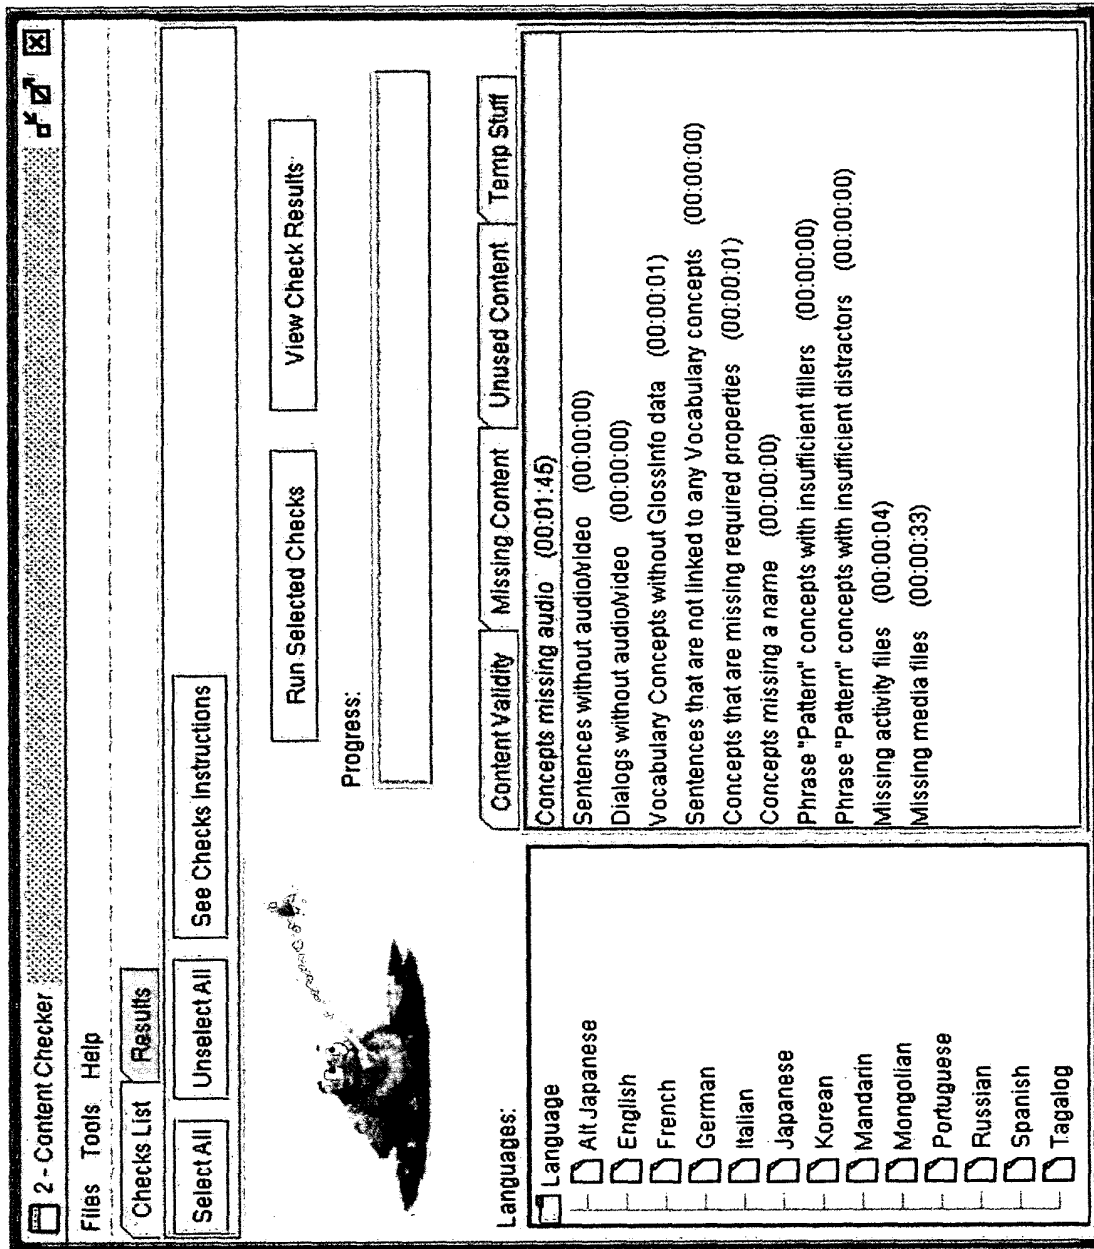 2 - Content Checker
Files Tools Help
Checks List Results
Select All Unselect All See Checks Instructions
Run Selected Checks View Check Results
Progress:
Languages:
Language
Alt Japanese
English
French
German
Italian
Japanese
Korean
Mandarin
Mongolian
Portuguese
Russian
Spanish
Tagalog
Content Validity Missing Content Unused Content Temp Stuff
Concepts missing audio (00:01:45)
Sentences without audio/video (00:00:00)
Dialogs without audio/video (00:00:00)
Vocabulary Concepts without GlossInfo data (00:00:01)
Sentences that are not linked to any Vocabulary concepts (00:00:00)
Concepts that are missing required properties (00:00:01)
Concepts missing a name (00:00:00)
Phrase "Pattern" concepts with insufficient fillers (00:00:00)
Phrase "Pattern" concepts with insufficient distractors (00:00:00)
Missing activity files (00:00:04)
Missing media files (00:00:33)